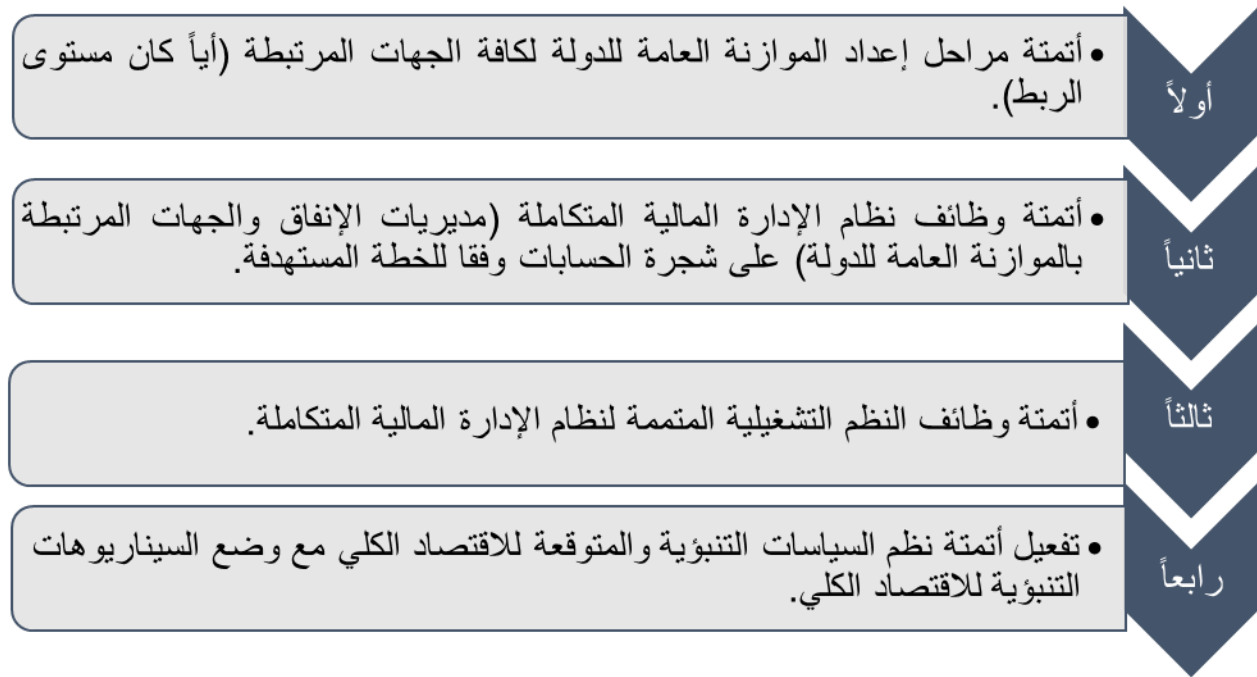 أولاً
• أتمتة مراحل إعداد الموازنة العامة للدولة لكافة الجهات المرتبطة (أياً كان مستوى
الربط).
ثانياً
• أتمتة وظائف نظام الإدارة المالية المتكاملة (مديريات الإنفاق والجهات المرتبطة
بالموازنة العامة للدولة) على شجرة الحسابات وفقا للخطة المستهدفة.
ثالثاً
• أتمتة وظائف النظم التشغيلية المتممة لنظام الإدارة المالية المتكاملة.
رابعاً
• تفعيل أتمتة نظم السياسات التنبؤية والمتوقعة للاقتصاد الكلي مع وضع السيناريوهات
التنبؤية للاقتصاد الكلي.